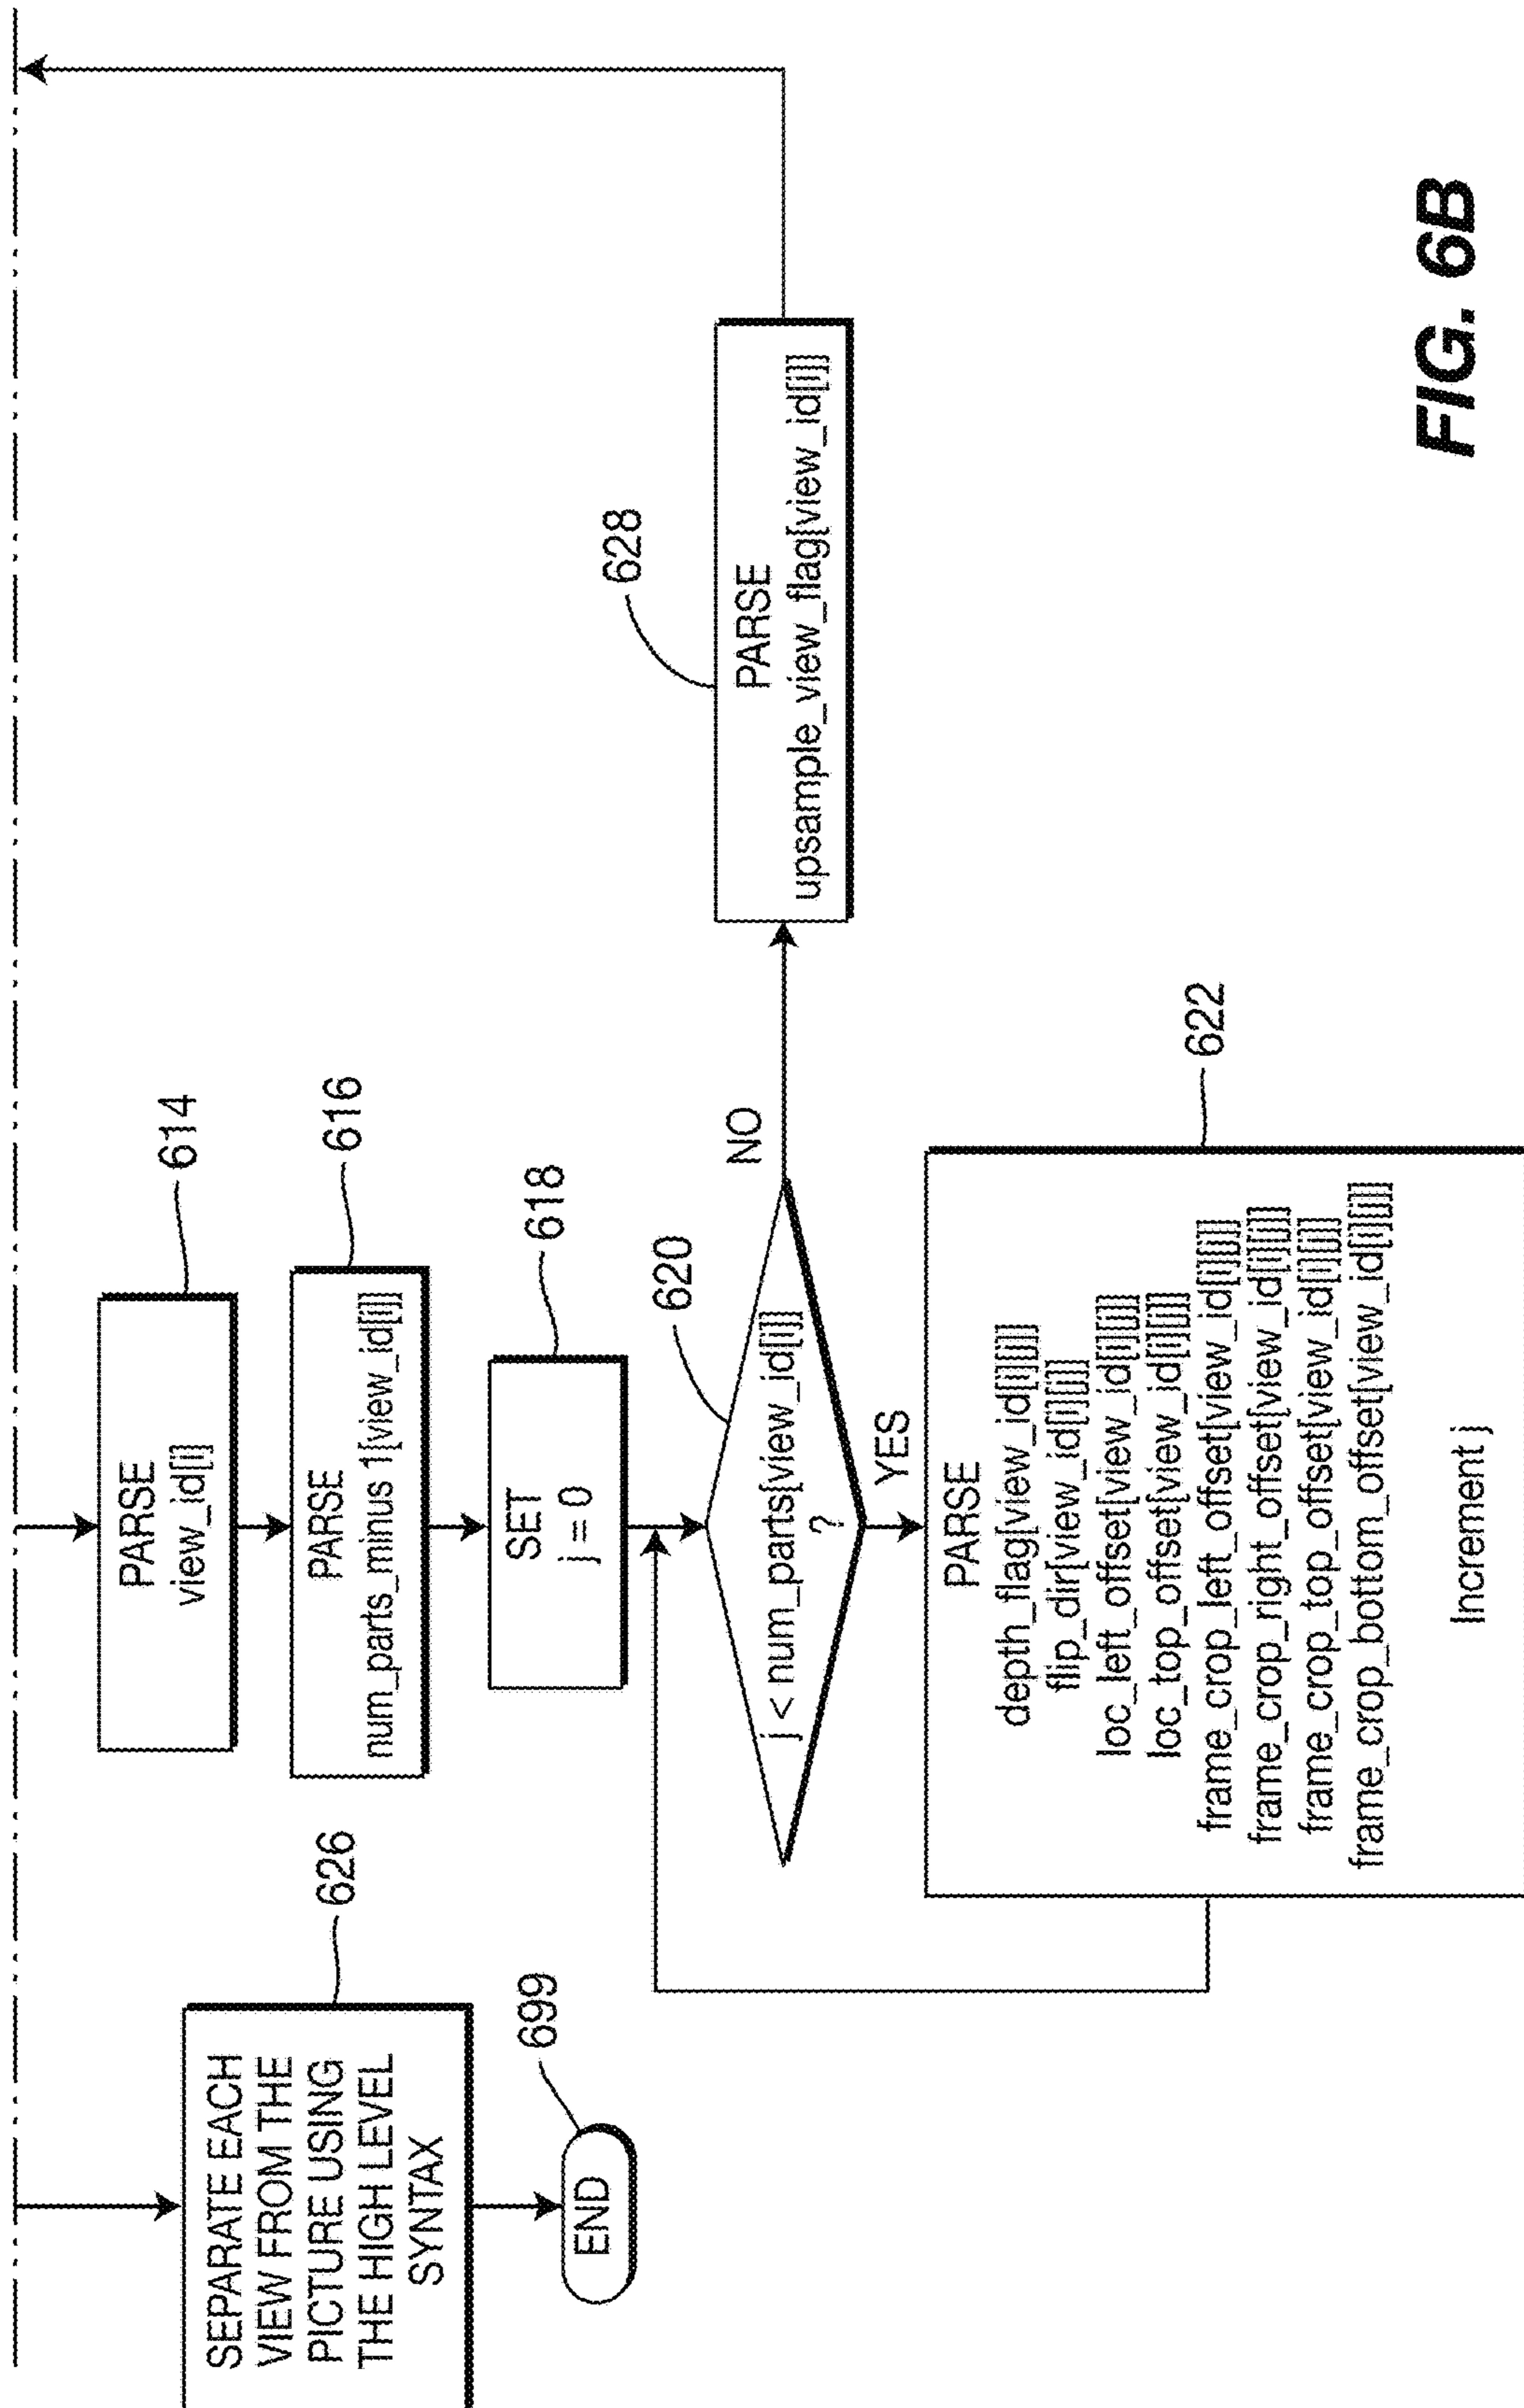 SEPARATE EACH
VIEW FROM THE
PICTURE USING
THE HIGH LEVEL
SYNTAX
626
END
699
PARSE
view_id[i]
614
PARSE
num_parts_minus 1[view_id[i]]
616
SET
j = 0
618
j < num_parts[view_id[i]]
?
620
NO
YES
PARSE
depth_flag[view_id[i][j]]
flip_dir[view_id[i][j]]
loc_left_offset[view_id[i][j]]
loc_top_offset[view_id[i][j]]
frame_crop_left_offset[view_id[i][j]]
frame_crop_right_offset[view_id[i][j]]
frame_crop_top_offset[view_id[i][j]]
frame_crop_bottom_offset[view_id[i][j]]
Increment j
622
PARSE
upsample_view_flag[view_id[i]]
628
FIG. 6B